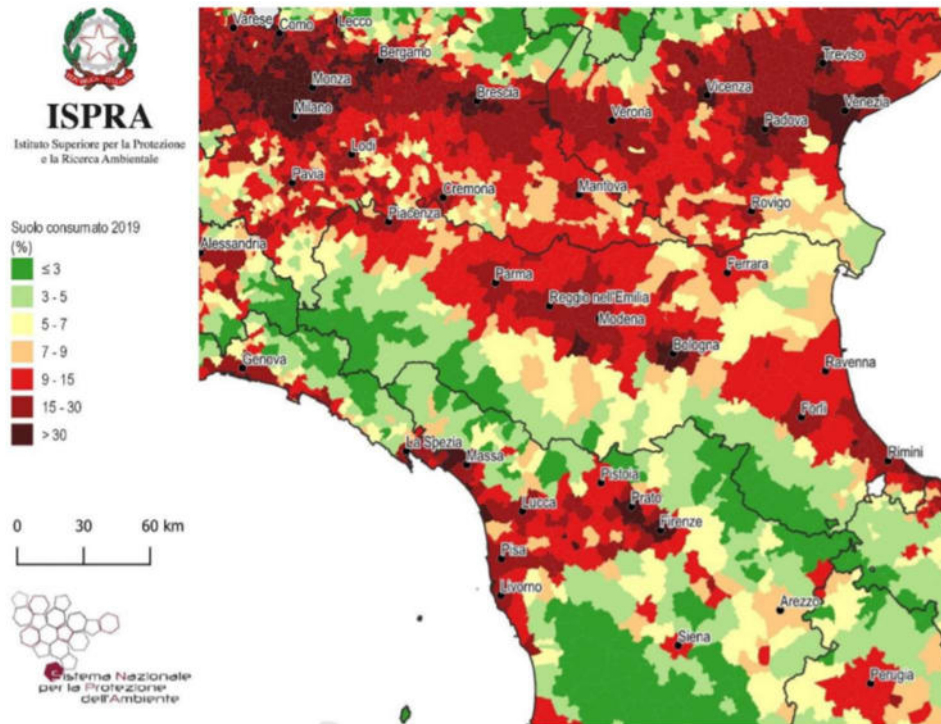 ISPRA
Istituto Superiore per la Protezione
e la Ricerca Ambientale
Suolo consumato 2019
(%)
≤ 3
3 - 5
5 - 7
7 - 9
9 - 15
15 - 30
> 30
0 30 60 km
Sistema Nazionale
per la Protezione
dell'Ambiente
Varese
Como
Lecco
Bergamo
Monza
Milano
Brescia
Verona
Vicenza
Treviso
Padova
Venezia
Lodi
Pavia
Cremona
Mantova
Rovigo
Piacenza
Alessandria
Parma
Ferrara
Reggio nell'Emilia
Modena
Bologna
Genova
Ravenna
Forlì
Rimini
La Spezia
Massa
Pistoia
Prato
Lucca
Firenze
Pisa
Livorno
Arezzo
Siena
Perugia